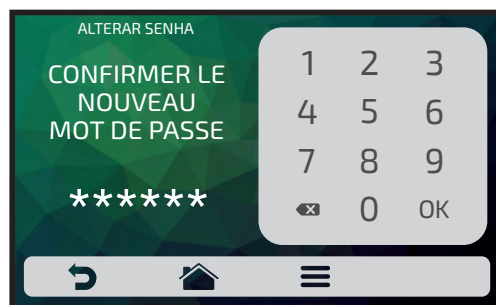 ALTERAR SENHA
CONFIRMER LE
NOUVEAU
MOT DE PASSE
******
1 2 3
4 5 6
7 8 9
0 OK